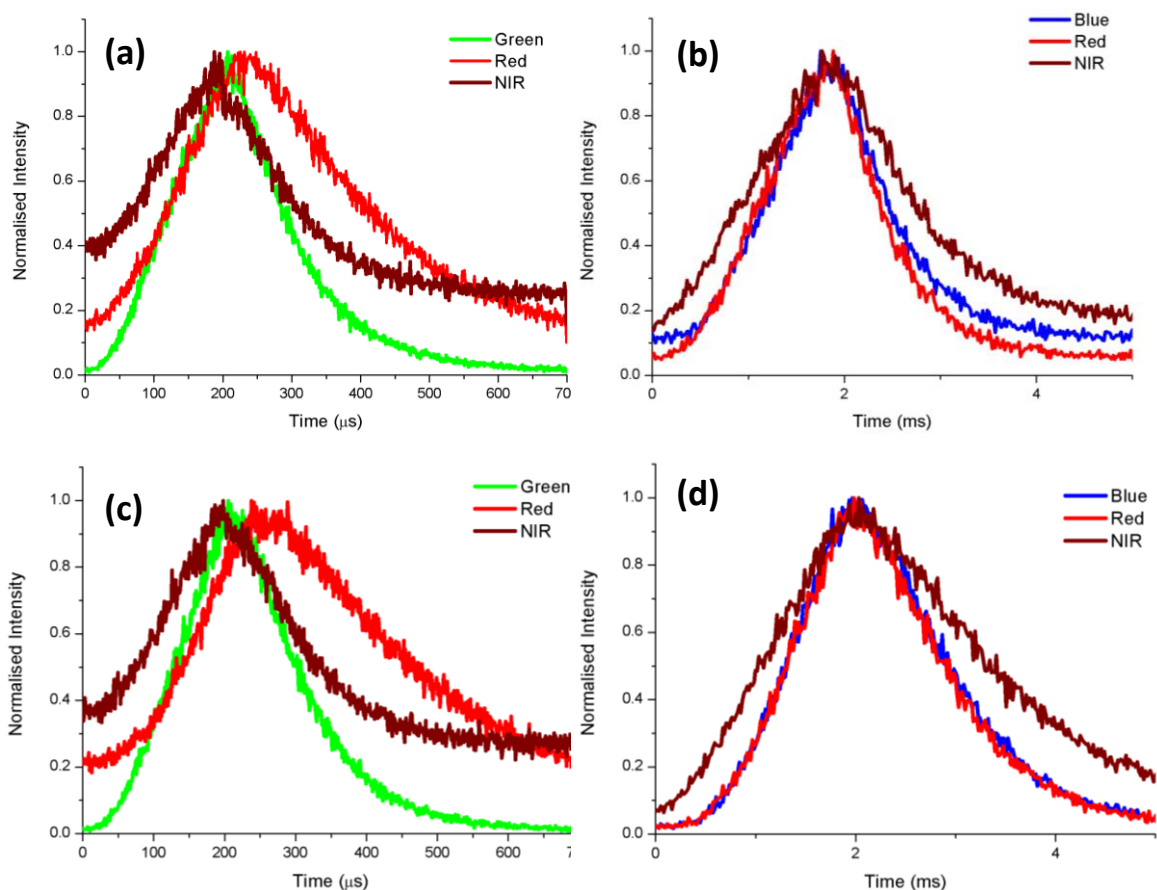 (a)
Green
Red
NIR
1.0
0.8
0.6
0.4
0.2
0.0
Normalised Intensity
0 100 200 300 400 500 600 70
Time (μs)
(b)
Blue
Red
NIR
1.0
0.8
0.6
0.4
0.2
0.0
Normalised Intensity
0 2 4
Time (ms)
(c)
Green
Red
NIR
1.0
0.8
0.6
0.4
0.2
0.0
Normalised Intensity
0 100 200 300 400 500 600 7
Time (μs)
(d)
Blue
Red
NIR
1.0
0.8
0.6
0.4
0.2
0.0
Normalised Intensity
0 2 4
Time (ms)